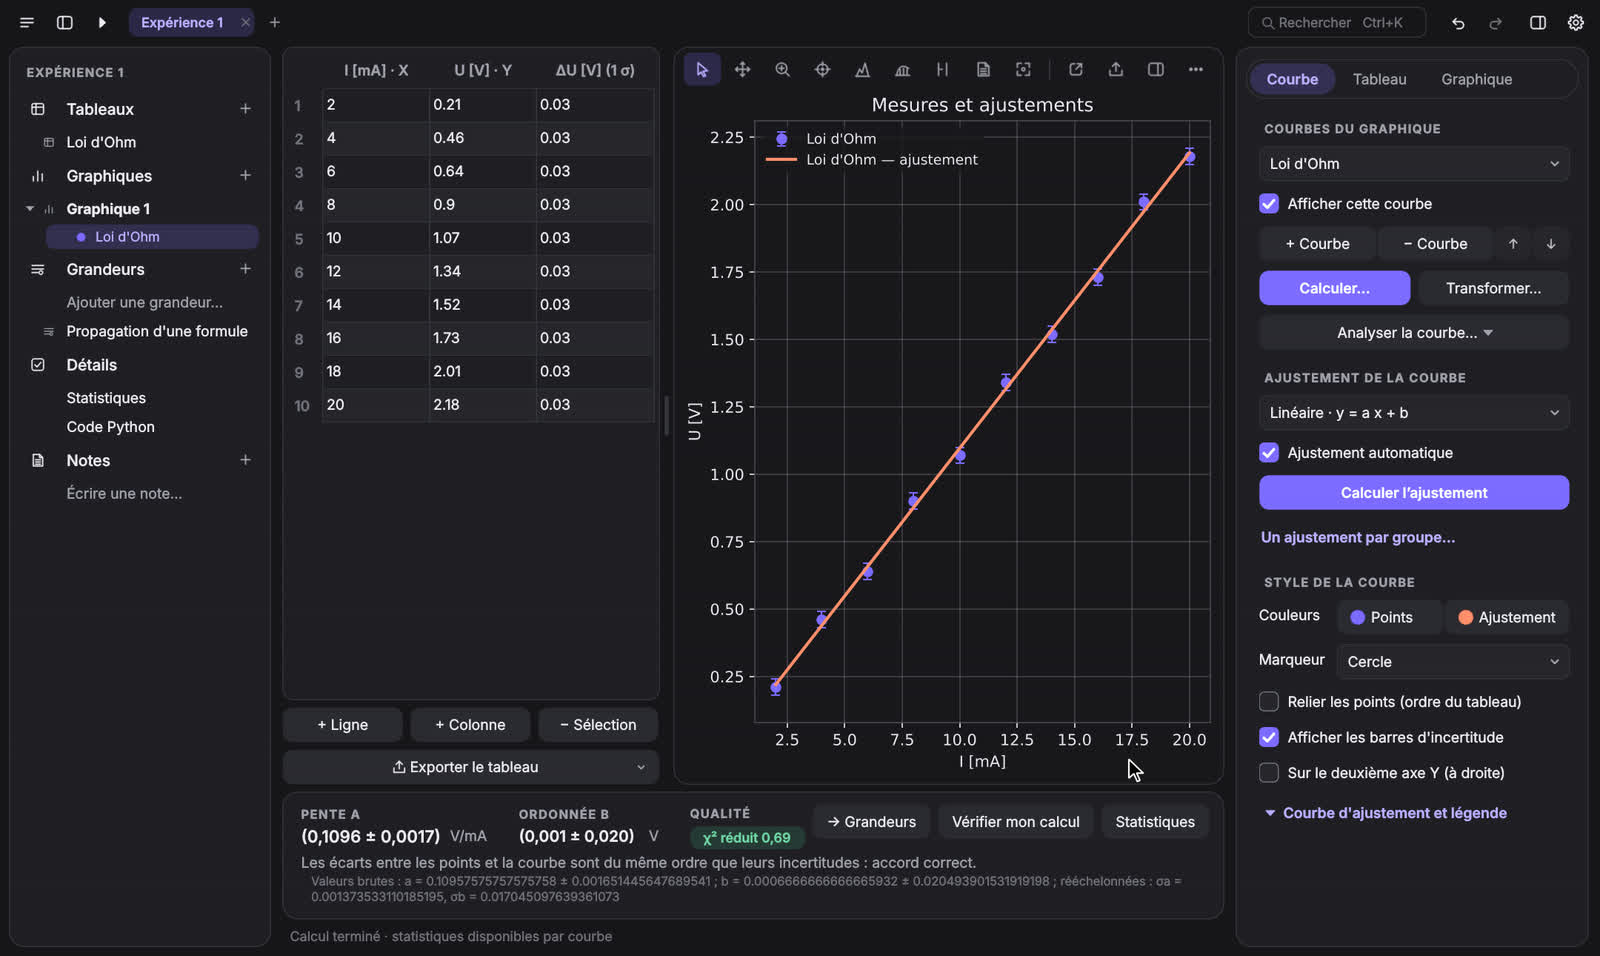 Expérience 1
Rechercher Ctrl+K
EXPÉRIENCE 1
Tableaux
Loi d'Ohm
Graphiques
Graphique 1
Loi d'Ohm
Grandeurs
Ajouter une grandeur...
Propagation d'une formule
Détails
Statistiques
Code Python
Notes
Écrire une note...
I [mA] · X U [V] · Y ΔU [V] (1 σ)
1 2 0.21 0.03
2 4 0.46 0.03
3 6 0.64 0.03
4 8 0.9 0.03
5 10 1.07 0.03
6 12 1.34 0.03
7 14 1.52 0.03
8 16 1.73 0.03
9 18 2.01 0.03
10 20 2.18 0.03
+ Ligne + Colonne − Sélection
Exporter le tableau
Mesures et ajustements
Loi d'Ohm
Loi d'Ohm — ajustement
2.25
2.00
1.75
1.50
1.25
1.00
0.75
0.50
0.25
U [V]
2.5 5.0 7.5 10.0 12.5 15.0 17.5 20.0
I [mA]
PENTE A ORDONNÉE B QUALITÉ
(0,1096 ± 0,0017) V/mA (0,001 ± 0,020) V χ² réduit 0,69
→ Grandeurs Vérifier mon calcul Statistiques
Les écarts entre les points et la courbe sont du même ordre que leurs incertitudes : accord correct.
Valeurs brutes : a = 0.10957575757575758 ± 0.001651445647689541 ; b = 0.0006666666666665932 ± 0.020493901531919198 ; rééchelonnées : σa =
0.001373533110185195, σb = 0.017045097639361073
Calcul terminé · statistiques disponibles par courbe
Courbe Tableau Graphique
COURBES DU GRAPHIQUE
Loi d'Ohm
Afficher cette courbe
+ Courbe − Courbe ↑ ↓
Calculer... Transformer...
Analyser la courbe...
AJUSTEMENT DE LA COURBE
Linéaire · y = a x + b
Ajustement automatique
Calculer l’ajustement
Un ajustement par groupe...
STYLE DE LA COURBE
Couleurs Points Ajustement
Marqueur Cercle
Relier les points (ordre du tableau)
Afficher les barres d'incertitude
Sur le deuxième axe Y (à droite)
Courbe d'ajustement et légende